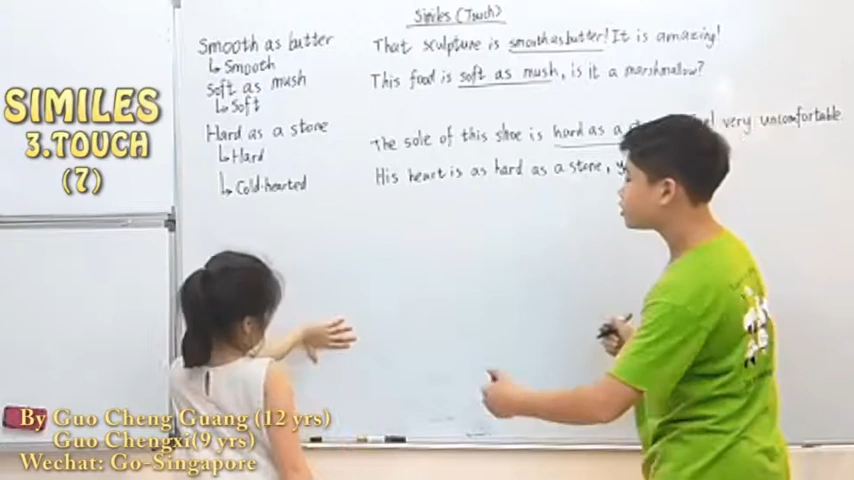 Similes (Touch)
Smooth as butter
↳ Smooth
Soft as mush
↳ Soft
Hard as a stone
↳ Hard
↳ Cold-hearted
That sculpture is smooth as butter! It is amazing!
This food is soft as mush, is it a marshmallow?
The sole of this shoe is hard as a very uncomfortable
His heart is as hard as a stone,
SIMILES
3.TOUCH
(7)
By Guo Cheng Guang (12 yrs)
Guo Chengxi(9 yrs)
Wechat: Go-Singapore